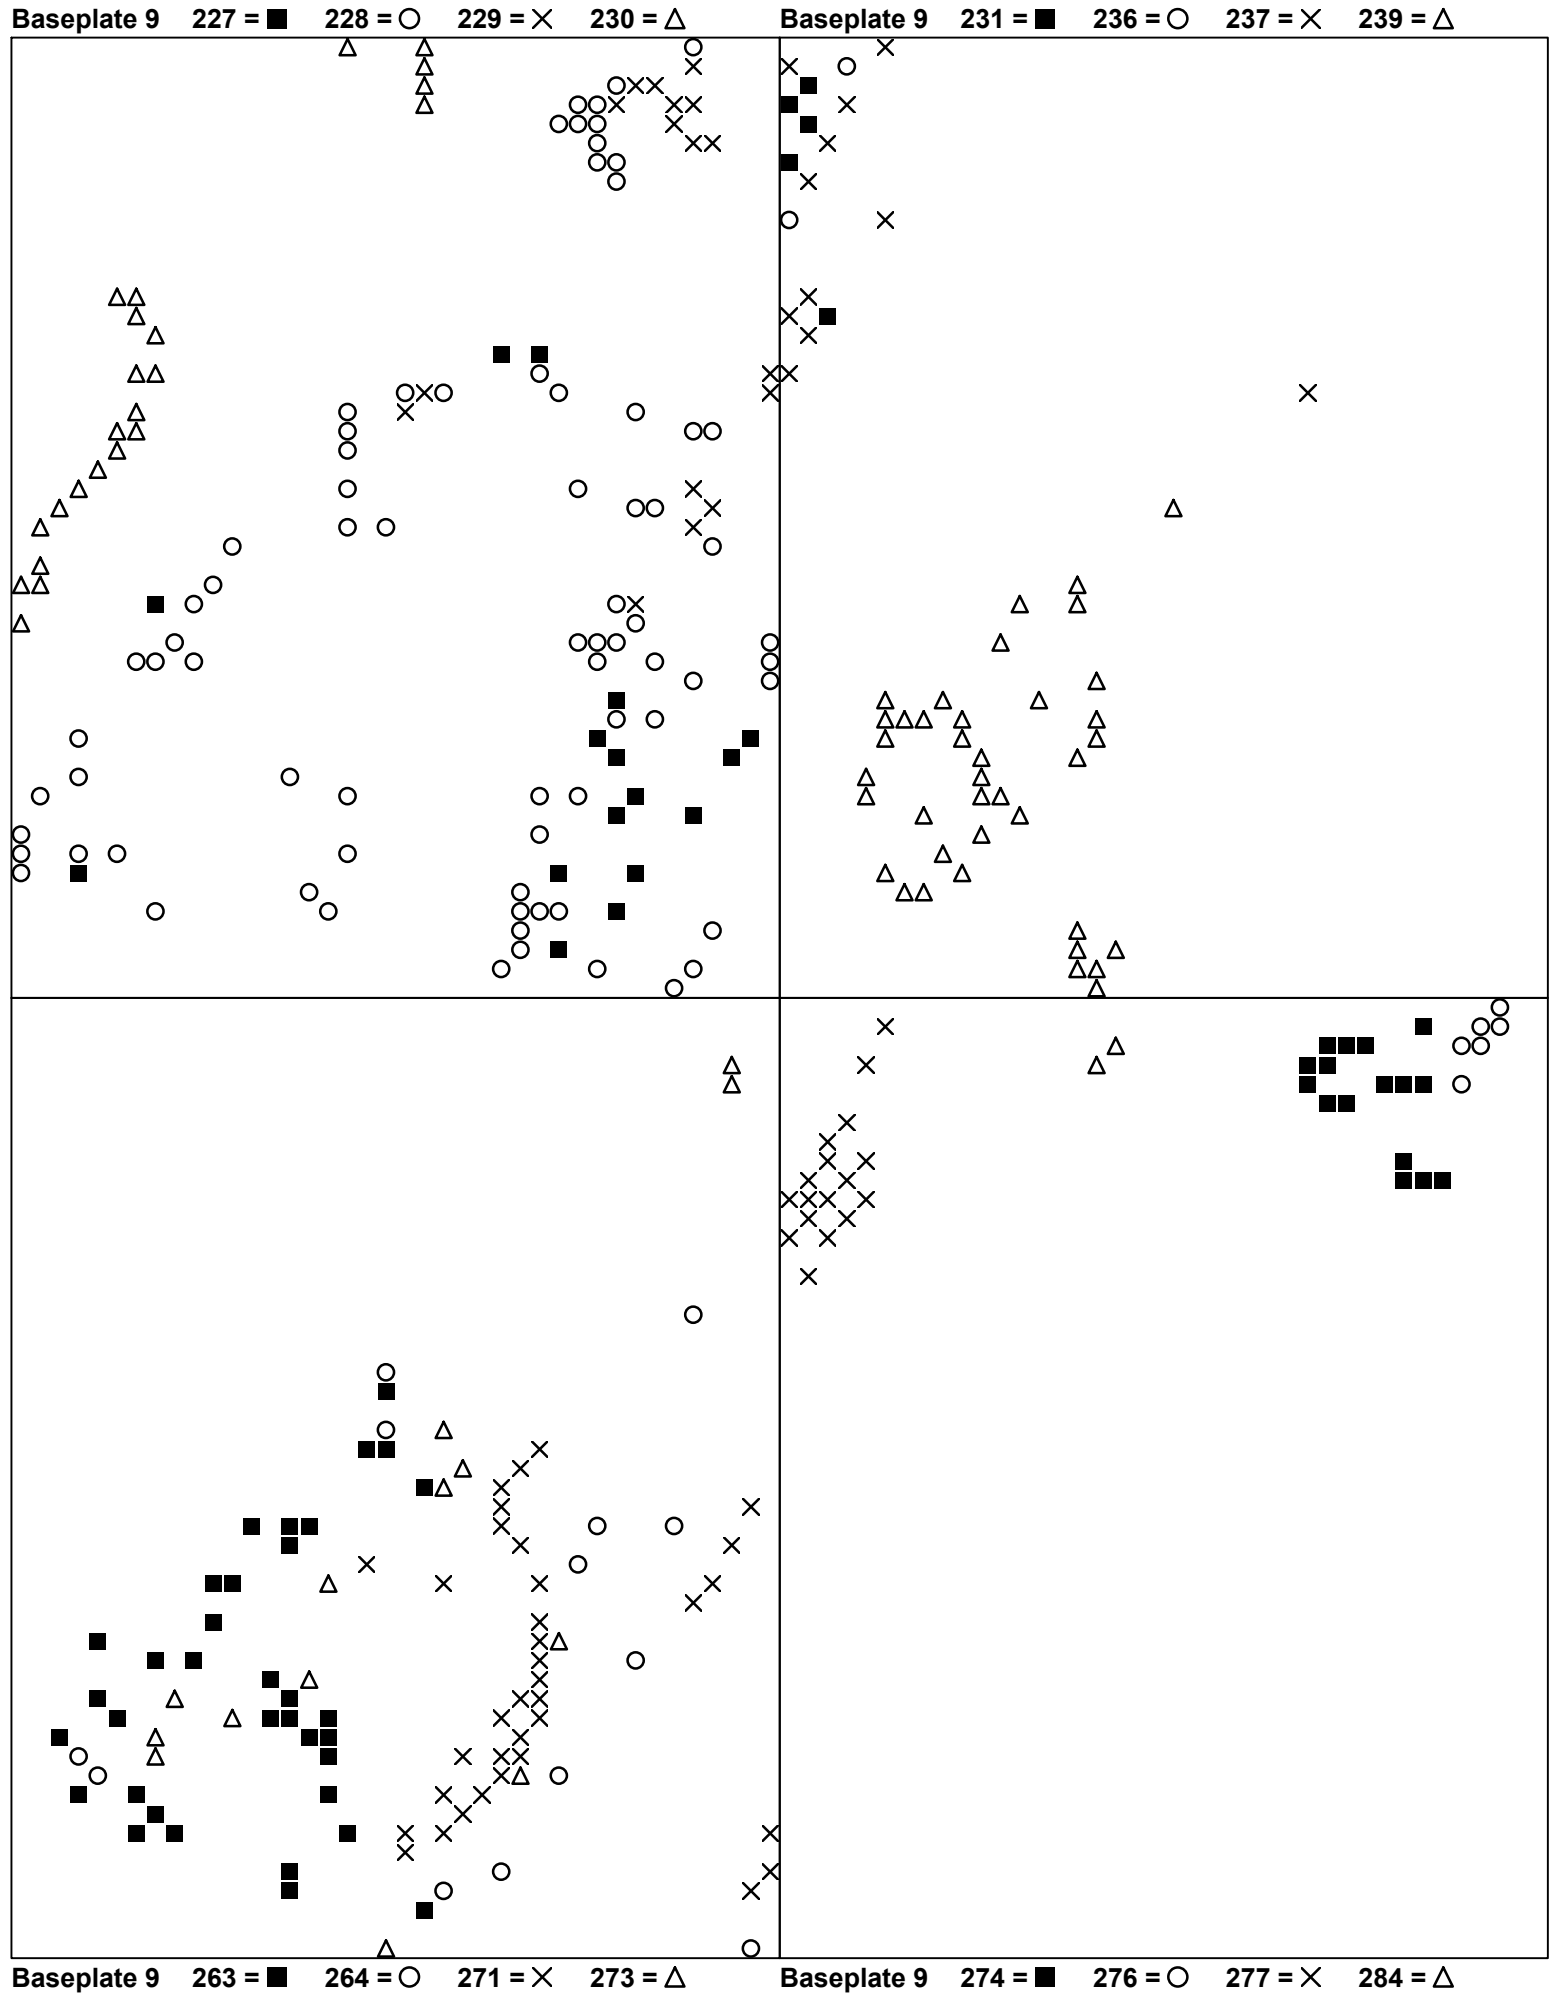 Baseplate 9 227 = ■ 228 = ○ 229 = × 230 = △
Baseplate 9 231 = ■ 236 = ○ 237 = × 239 = △
Baseplate 9 263 = ■ 264 = ○ 271 = × 273 = △
Baseplate 9 274 = ■ 276 = ○ 277 = × 284 = △